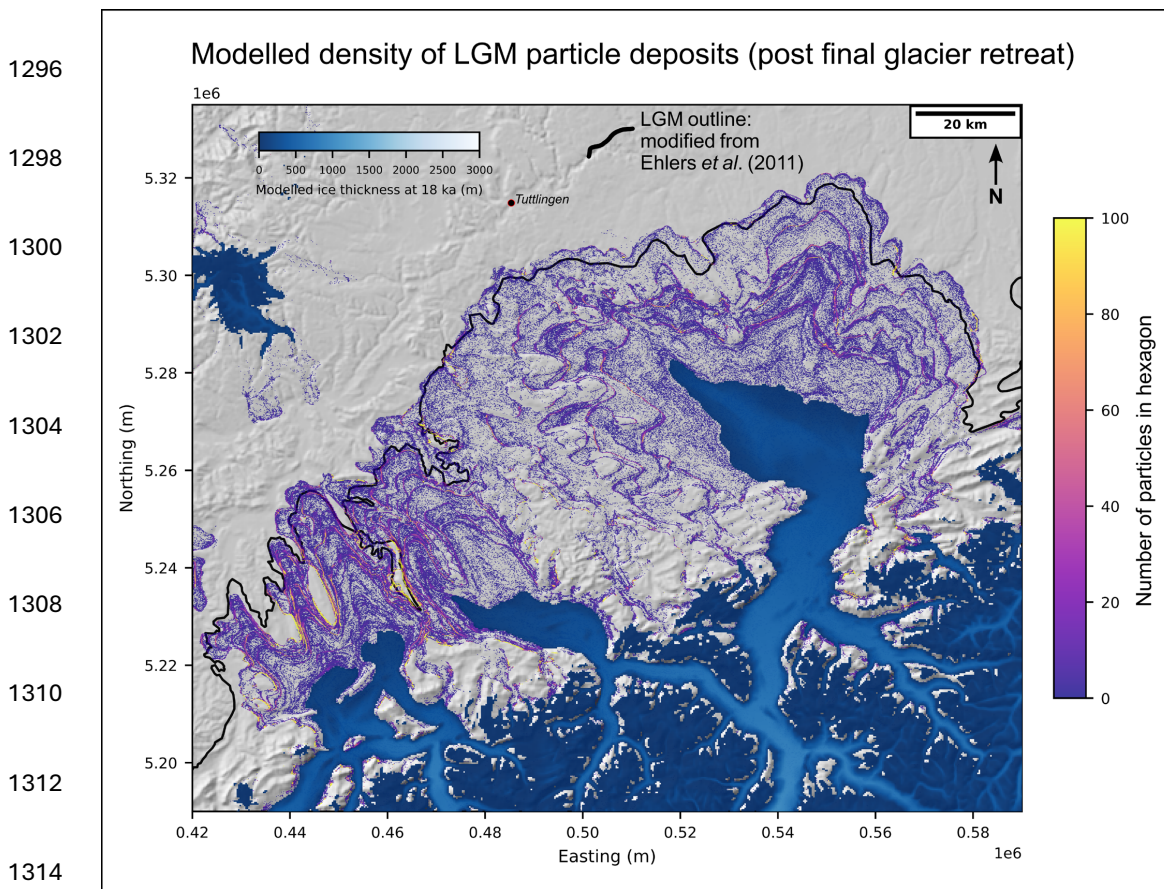 1296
1298
1300
1302
1304
1306
1308
1310
1312
1314
Modelled density of LGM particle deposits (post final glacier retreat)
1e6
0 500 1000 1500 2000 2500 3000
Modelled ice thickness at 18 ka (m)
LGM outline:
modified from
Ehlers et al. (2011)
20 km
N
Tuttlingen
5.32
5.30
5.28
5.26
5.24
5.22
5.20
Northing (m)
0.42 0.44 0.46 0.48 0.50 0.52 0.54 0.56 0.58
Easting (m)
1e6
100
80
60
40
20
0
Number of particles in hexagon